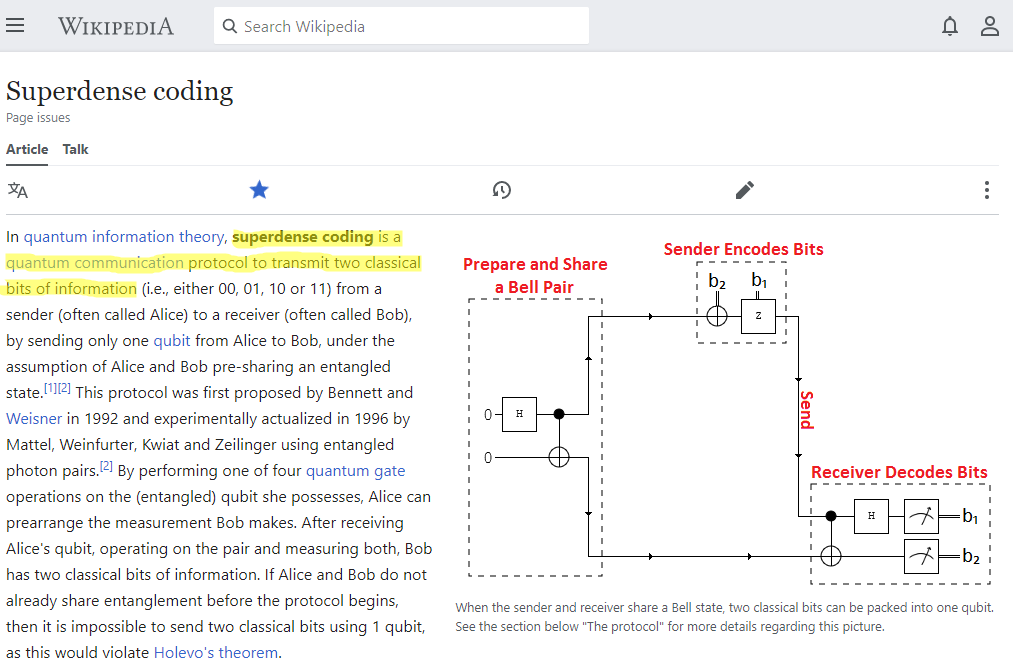 WIKIPEDIA
Search Wikipedia
Superdense coding
Page issues
Article Talk
In quantum information theory, superdense coding is a
quantum communication protocol to transmit two classical
bits of information (i.e., either 00, 01, 10 or 11) from a
sender (often called Alice) to a receiver (often called Bob),
by sending only one qubit from Alice to Bob, under the
assumption of Alice and Bob pre-sharing an entangled
state.[1][2] This protocol was first proposed by Bennett and
Weisner in 1992 and experimentally actualized in 1996 by
Mattel, Weinfurter, Kwiat and Zeilinger using entangled
photon pairs.[2] By performing one of four quantum gate
operations on the (entangled) qubit she possesses, Alice can
prearrange the measurement Bob makes. After receiving
Alice's qubit, operating on the pair and measuring both, Bob
has two classical bits of information. If Alice and Bob do not
already share entanglement before the protocol begins,
then it is impossible to send two classical bits using 1 qubit,
as this would violate Holevo's theorem.
Prepare and Share
a Bell Pair
0 H
0
Sender Encodes Bits
b₂ b₁
Z
Send
Receiver Decodes Bits
H b₁
b₂
When the sender and receiver share a Bell state, two classical bits can be packed into one qubit.
See the section below "The protocol" for more details regarding this picture.